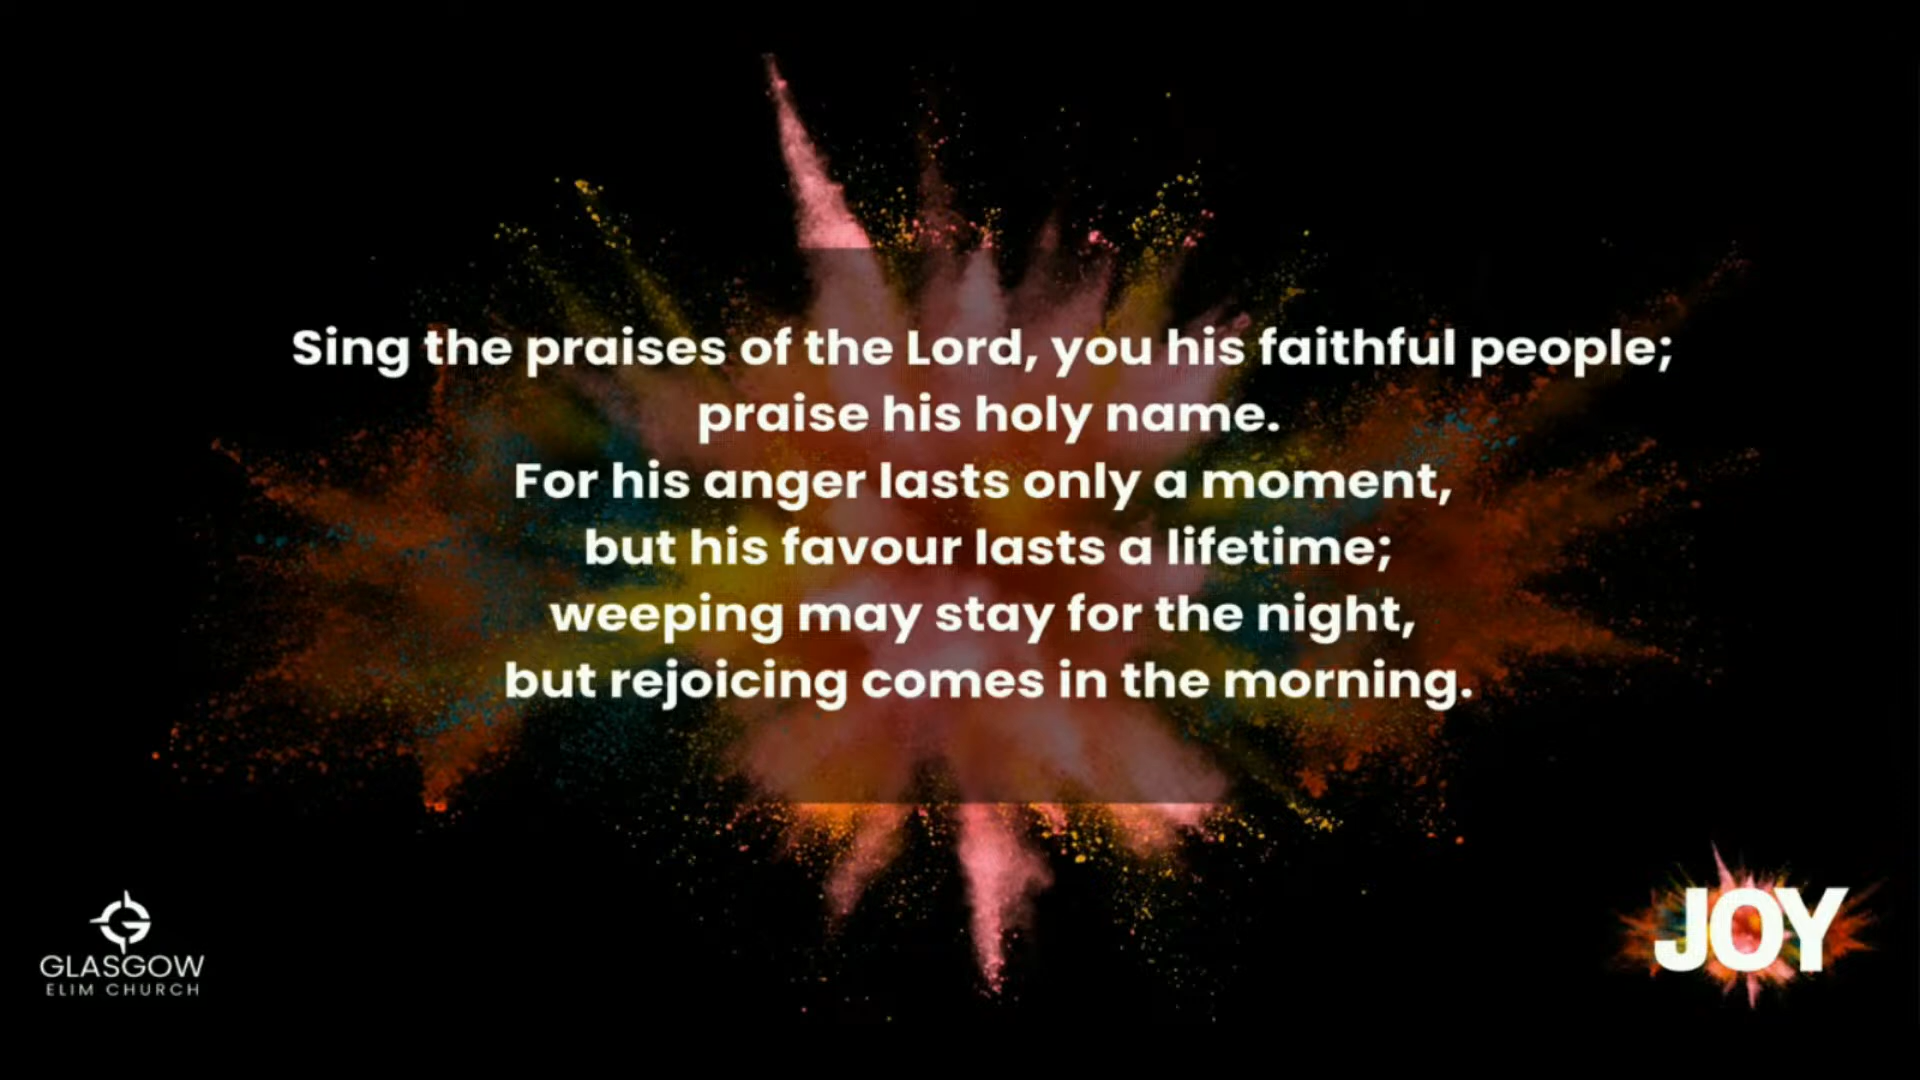 Sing the praises of the Lord, you his faithful people;
praise his holy name.
For his anger lasts only a moment,
but his favour lasts a lifetime;
weeping may stay for the night,
but rejoicing comes in the morning.
GLASGOW
ELIM CHURCH
JOY